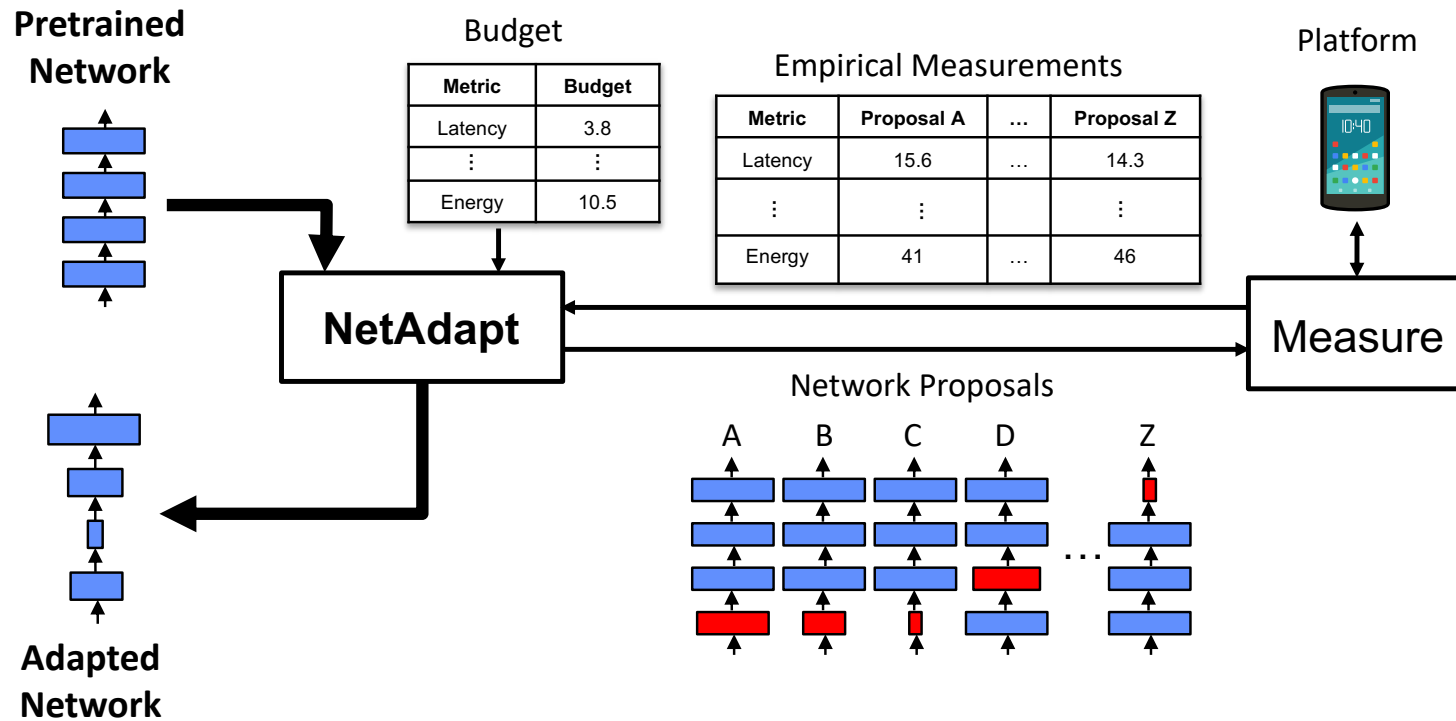 Pretrained
Network
Budget
Metric Budget
Latency 3.8
⋮ ⋮
Energy 10.5
Empirical Measurements
Metric Proposal A ... Proposal Z
Latency 15.6 ... 14.3
⋮ ⋮ ⋮
Energy 41 ... 46
Platform
10:40
NetAdapt
Measure
Network Proposals
A B C D Z
...
Adapted
Network